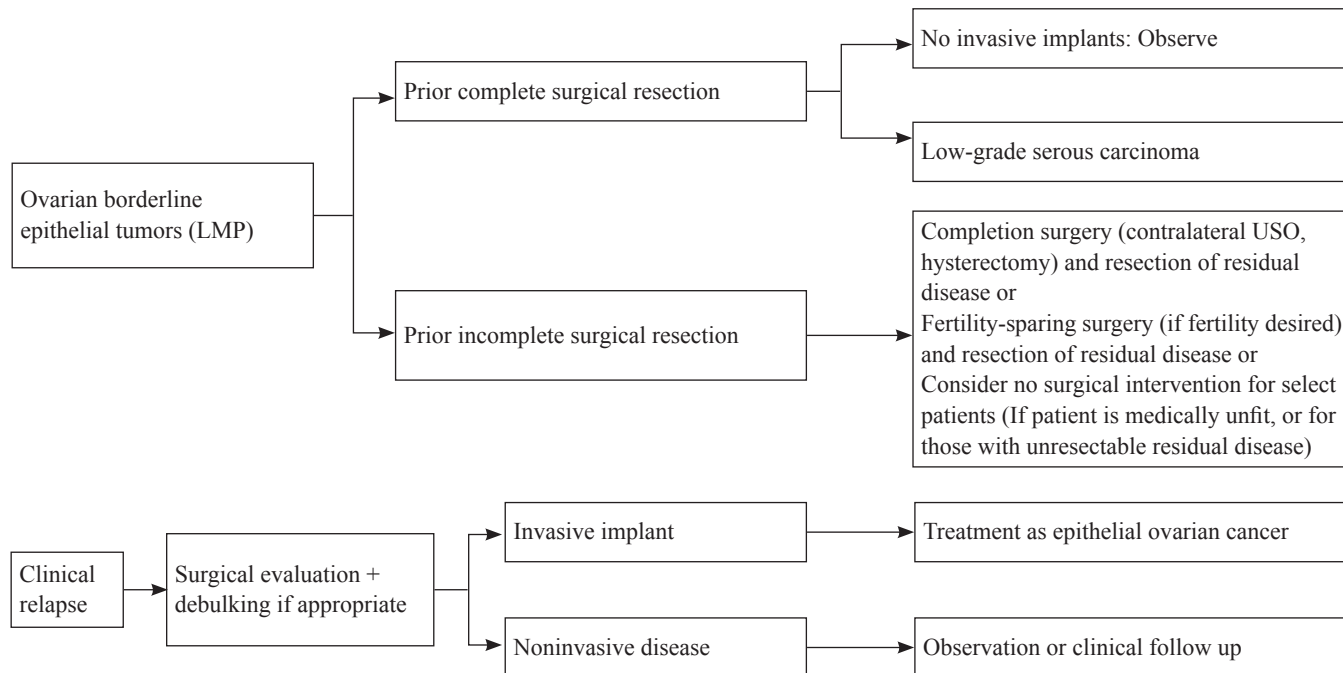 No invasive implants: Observe
Prior complete surgical resection
Low-grade serous carcinoma
Ovarian borderline
epithelial tumors (LMP)
Completion surgery (contralateral USO,
hysterectomy) and resection of residual
disease or
Fertility-sparing surgery (if fertility desired)
and resection of residual disease or
Consider no surgical intervention for select
patients (If patient is medically unfit, or for
those with unresectable residual disease)
Prior incomplete surgical resection
Invasive implant
Treatment as epithelial ovarian cancer
Clinical
relapse
Surgical evaluation +
debulking if appropriate
Noninvasive disease
Observation or clinical follow up